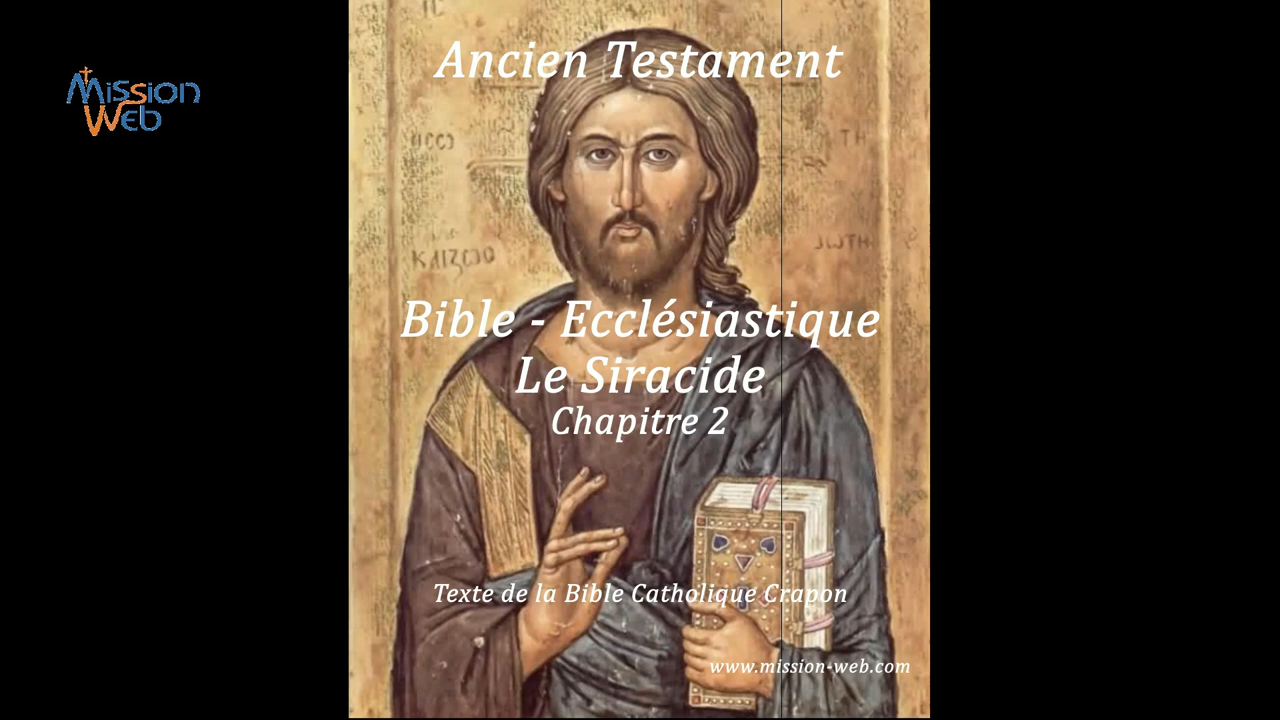 Mission
Web
Ancien Testament
Bible - Ecclésiastique
Le Siracide
Chapitre 2
Texte de la Bible Catholique Crapon
www.mission-web.com